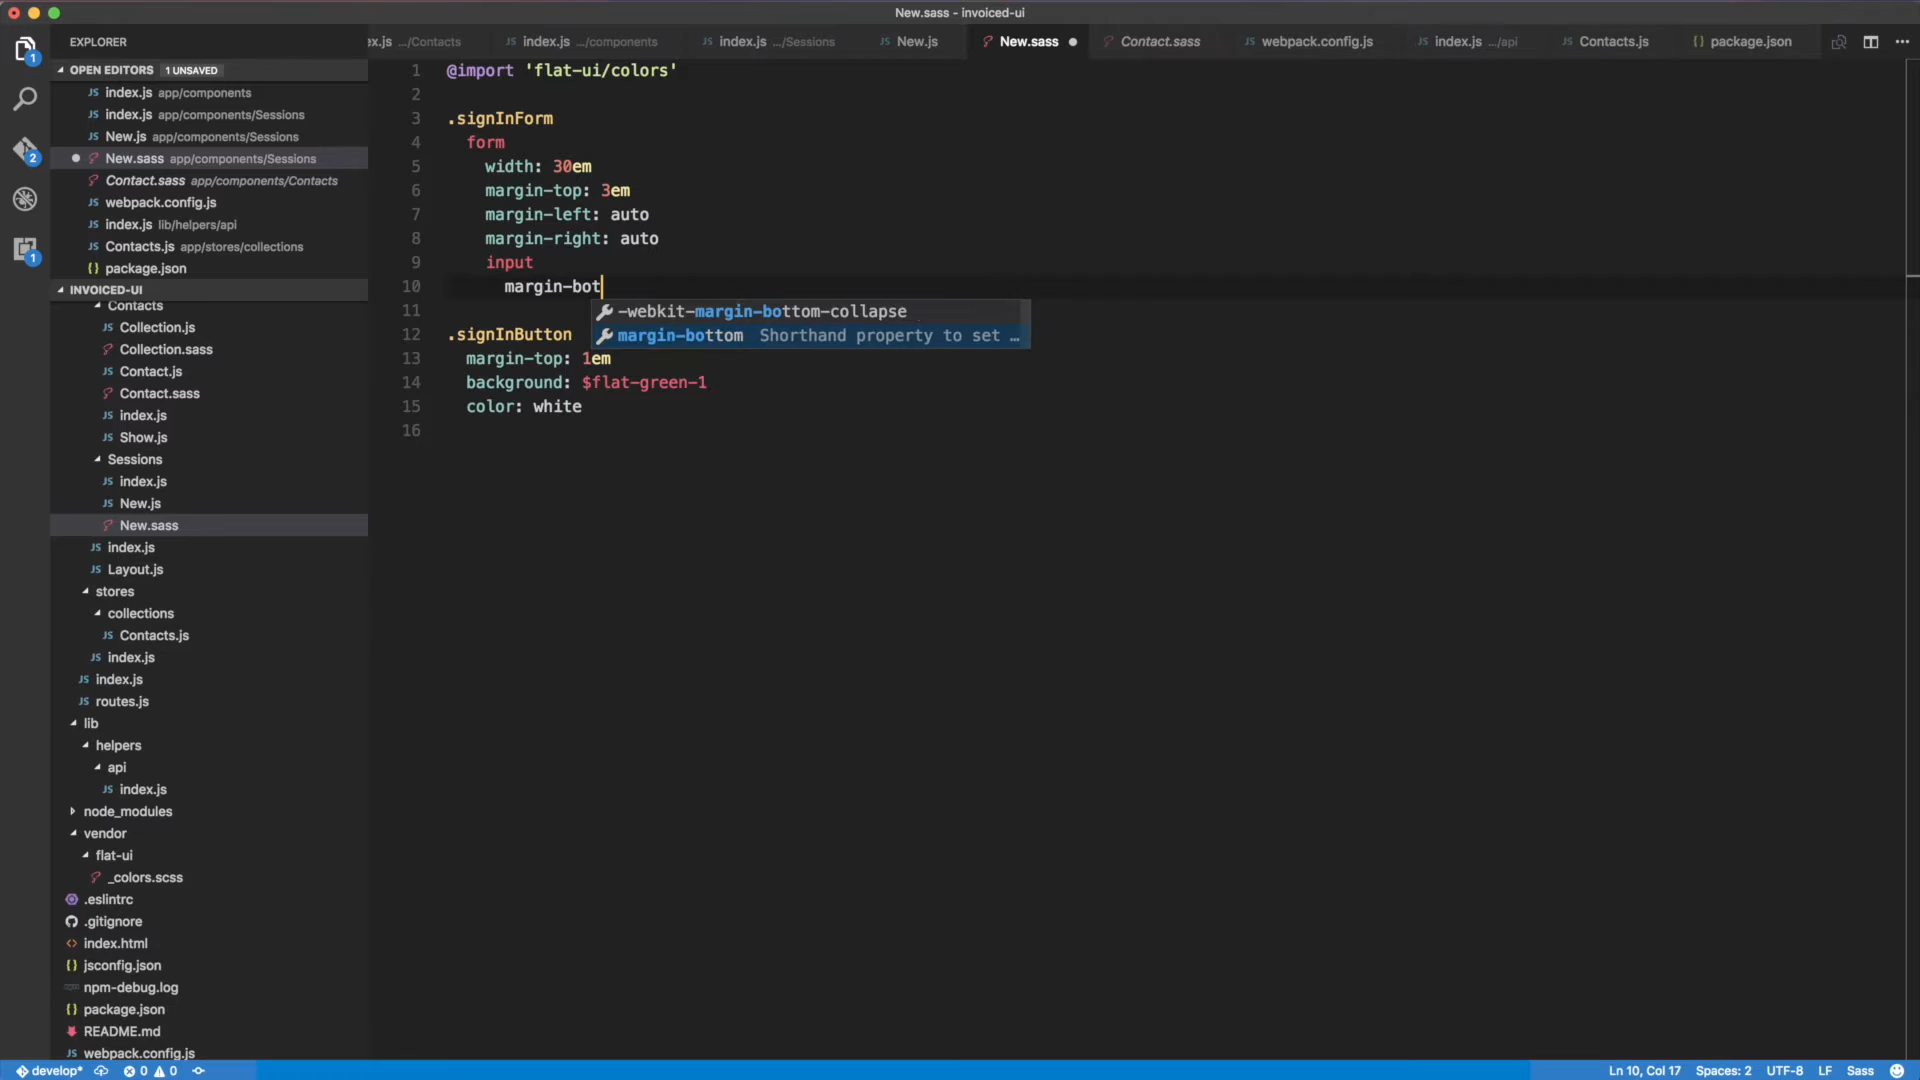 New.sass - invoiced-ui
EXPLORER
ex.js .../Contacts
index.js .../components
index.js .../Sessions
New.js
New.sass
Contact.sass
webpack.config.js
index.js .../api
Contacts.js
package.json
OPEN EDITORS 1 UNSAVED
index.js app/components
index.js app/components/Sessions
New.js app/components/Sessions
New.sass app/components/Sessions
Contact.sass app/components/Contacts
webpack.config.js
index.js lib/helpers/api
Contacts.js app/stores/collections
package.json
INVOICED-UI
Contacts
Collection.js
Collection.sass
Contact.js
Contact.sass
index.js
Show.js
Sessions
index.js
New.js
New.sass
index.js
Layout.js
stores
collections
Contacts.js
index.js
index.js
routes.js
lib
helpers
api
index.js
node_modules
vendor
flat-ui
_colors.scss
.eslintrc
.gitignore
index.html
jsconfig.json
npm-debug.log
package.json
README.md
webpack.config.js
1 @import 'flat-ui/colors'
2
3 .signInForm
4 form
5 width: 30em
6 margin-top: 3em
7 margin-left: auto
8 margin-right: auto
9 input
10 margin-bot
11
-webkit-margin-bottom-collapse
margin-bottom Shorthand property to set …
12 .signInButton
13 margin-top: 1em
14 background: $flat-green-1
15 color: white
16
1
2
1
develop* 0 0
Ln 10, Col 17 Spaces: 2 UTF-8 LF Sass